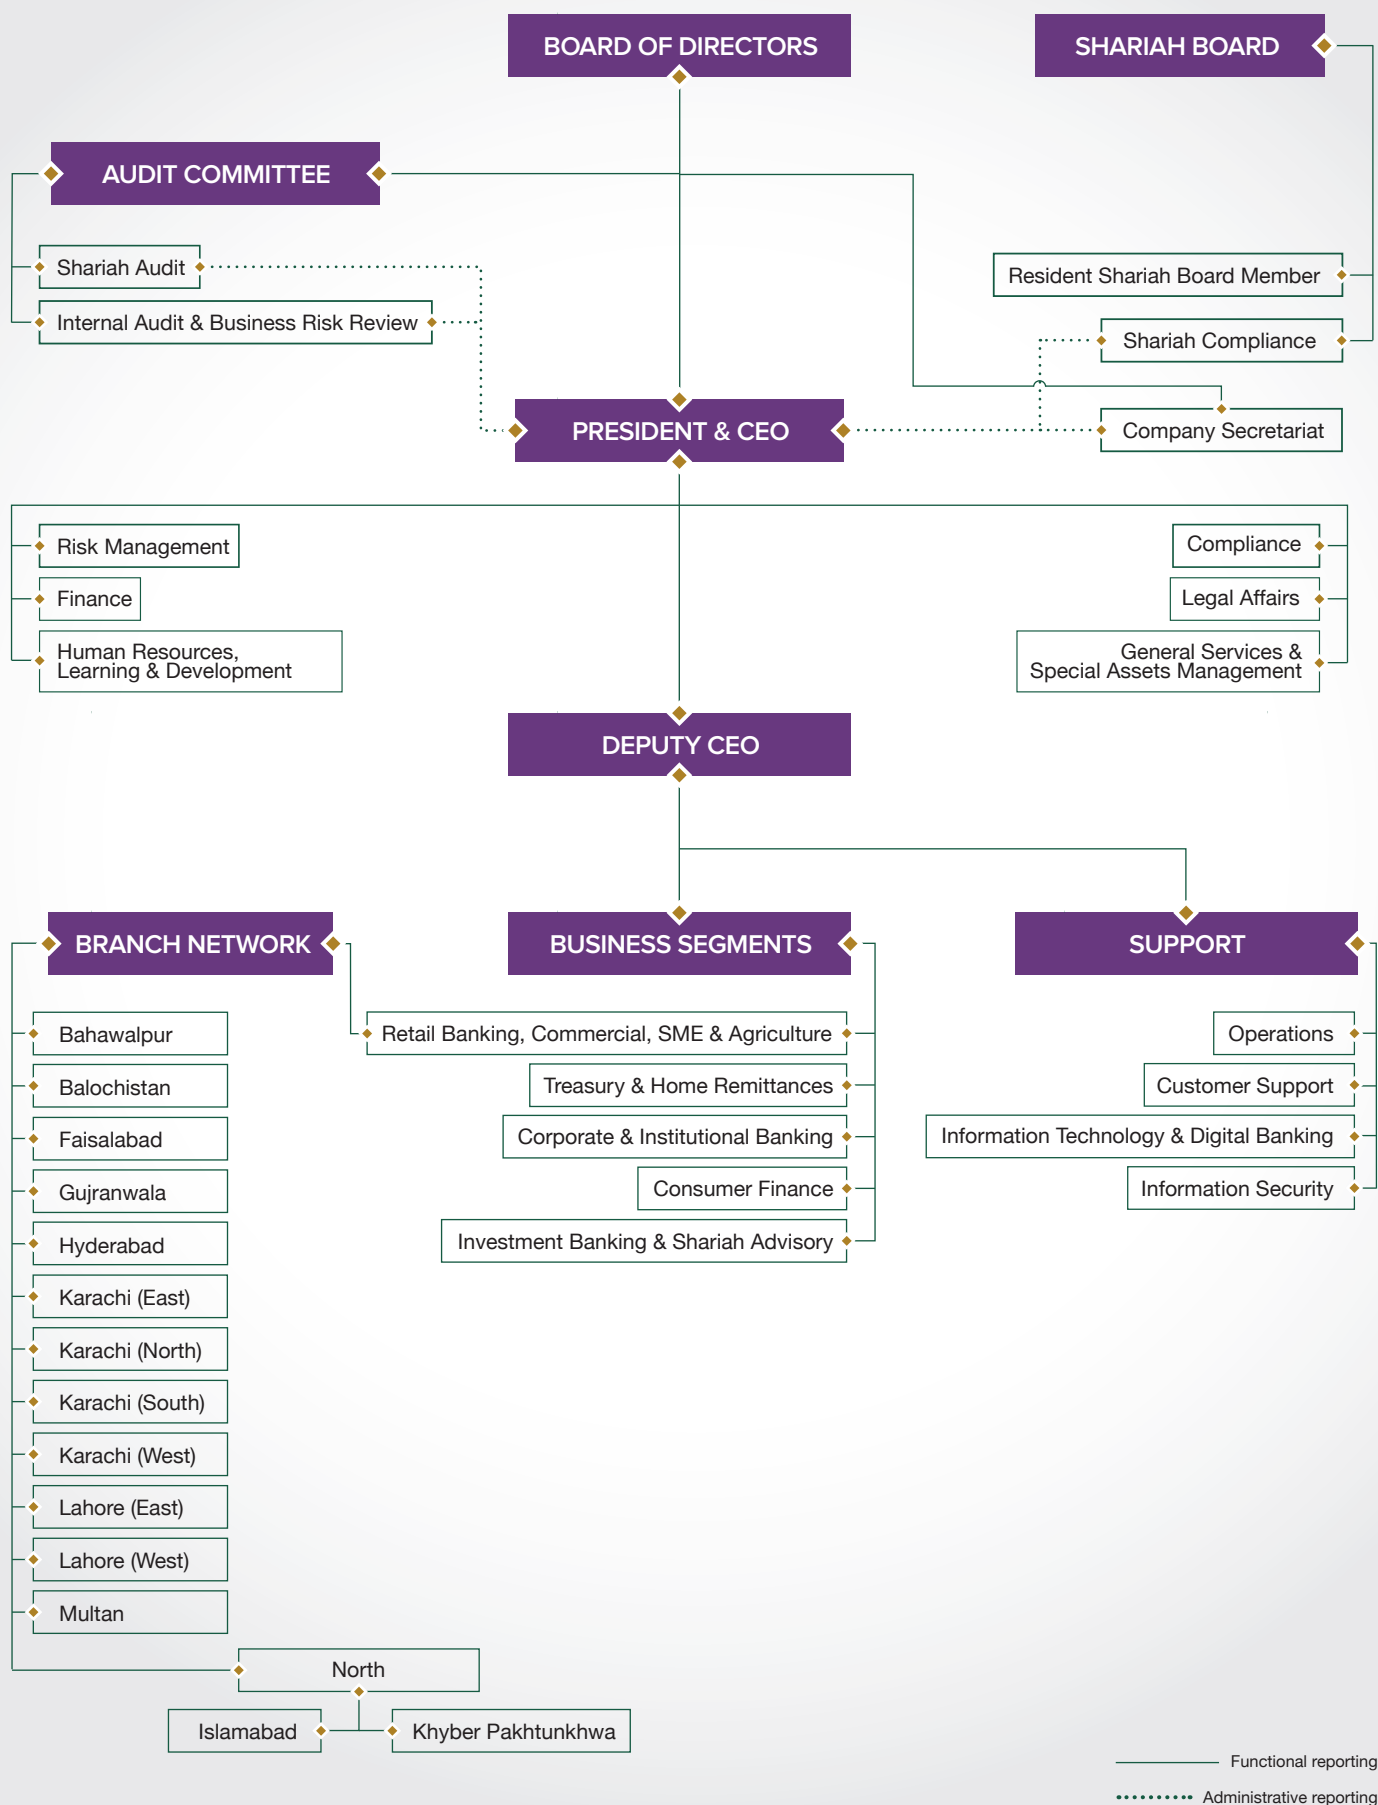 BOARD OF DIRECTORS
SHARIAH BOARD
AUDIT COMMITTEE
Shariah Audit
Internal Audit & Business Risk Review
Resident Shariah Board Member
Shariah Compliance
Company Secretariat
PRESIDENT & CEO
Risk Management
Finance
Human Resources,
Learning & Development
Compliance
Legal Affairs
General Services &
Special Assets Management
DEPUTY CEO
BRANCH NETWORK
BUSINESS SEGMENTS
SUPPORT
Bahawalpur
Balochistan
Faisalabad
Gujranwala
Hyderabad
Karachi (East)
Karachi (North)
Karachi (South)
Karachi (West)
Lahore (East)
Lahore (West)
Multan
North
Islamabad
Khyber Pakhtunkhwa
Retail Banking, Commercial, SME & Agriculture
Treasury & Home Remittances
Corporate & Institutional Banking
Consumer Finance
Investment Banking & Shariah Advisory
Operations
Customer Support
Information Technology & Digital Banking
Information Security
Functional reporting
Administrative reporting